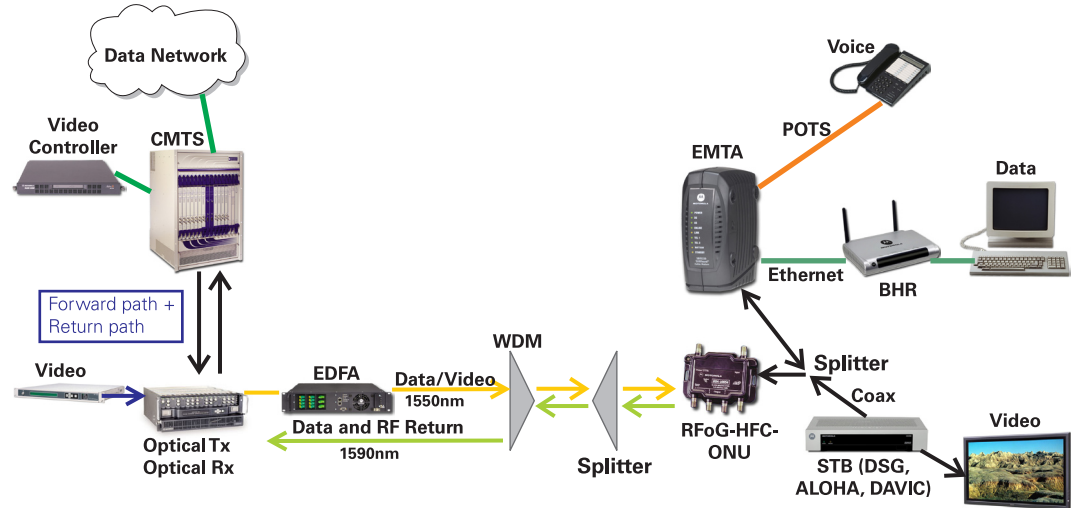 Data Network
Video
Controller
CMTS
Forward path +
Return path
Video
Optical Tx
Optical Rx
EDFA
Data/Video
1550nm
Data and RF Return
1590nm
WDM
Splitter
RFoG-HFC-
ONU
Voice
POTS
EMTA
Data
Ethernet
BHR
Splitter
Coax
STB (DSG,
ALOHA, DAVIC)
Video